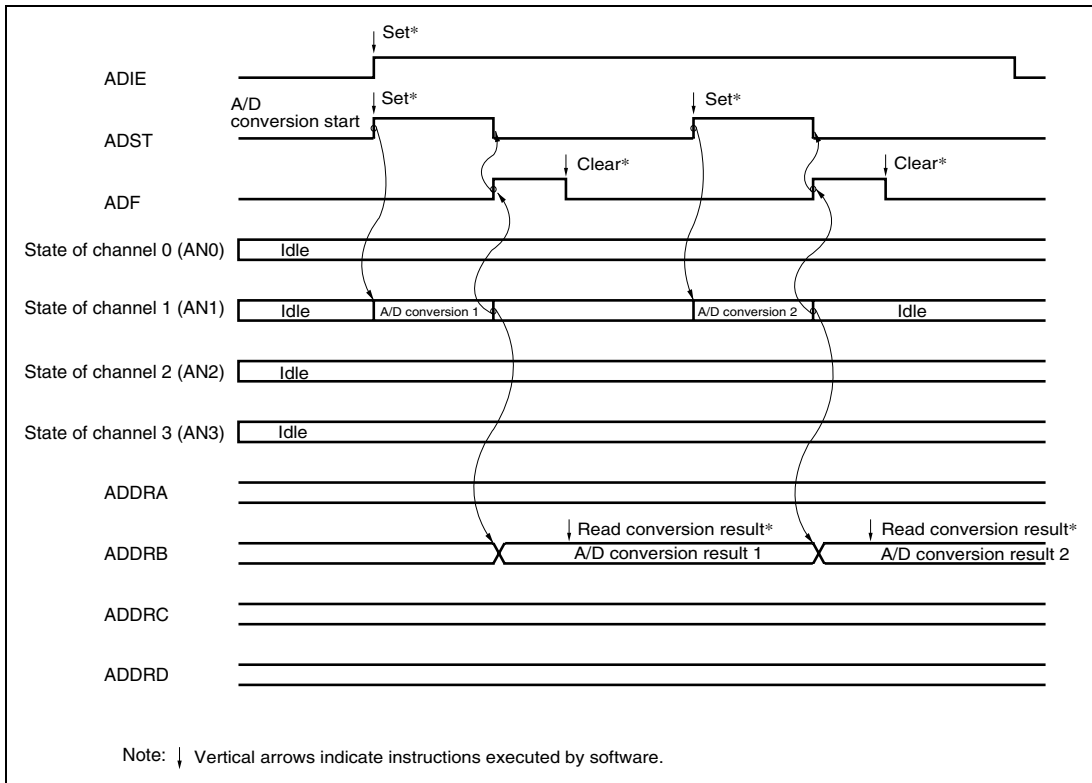 Set*
ADIE
A/D
conversion start
Set*
Set*
ADST
Clear*
Clear*
ADF
State of channel 0 (AN0)
Idle
State of channel 1 (AN1)
Idle
A/D conversion 1
A/D conversion 2
Idle
State of channel 2 (AN2)
Idle
State of channel 3 (AN3)
Idle
ADDRA
Read conversion result*
Read conversion result*
ADDRB
A/D conversion result 1
A/D conversion result 2
ADDRC
ADDRD
Note: ↓ Vertical arrows indicate instructions executed by software.